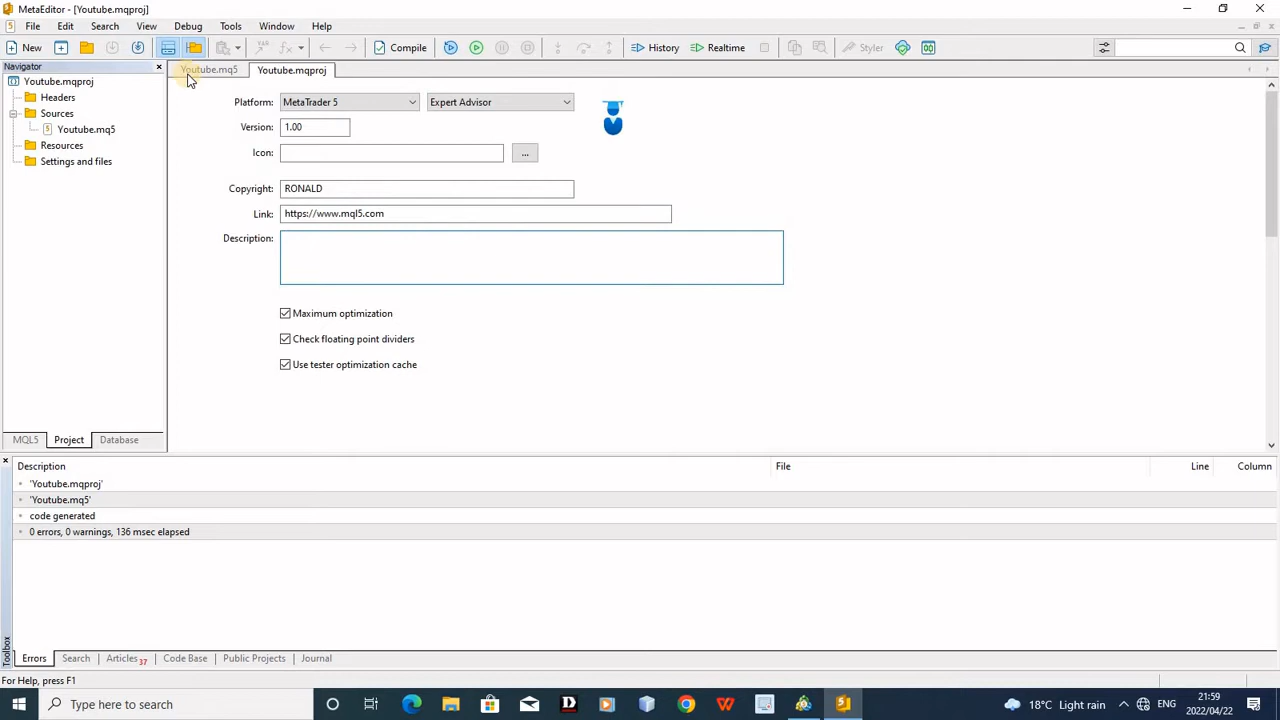 MetaEditor - [Youtube.mqproj]
File Edit Search View Debug Tools Window Help
New Compile History Realtime
Navigator
Youtube.mqproj
Headers
Sources
Youtube.mq5
Resources
Settings and files
MQL5 Project Database
Youtube.mq5 Youtube.mqproj
Platform: MetaTrader 5 Expert Advisor
Version: 1.00
Icon: ...
Copyright: RONALD
Link: https://www.mql5.com
Description:
Maximum optimization
Check floating point dividers
Use tester optimization cache
Description File Line Column
'Youtube.mqproj'
'Youtube.mq5'
code generated
0 errors, 0 warnings, 136 msec elapsed
Toolbox
Errors Search Articles 37 Code Base Public Projects Journal
For Help, press F1
Type here to search
18°C Light rain ENG
21:59
2022/04/22